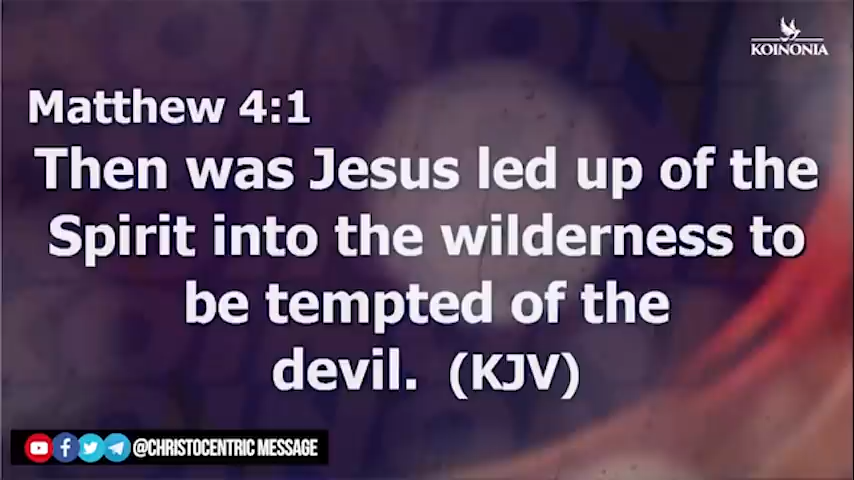 KOINONIA
Matthew 4:1
Then was Jesus led up of the
Spirit into the wilderness to
be tempted of the
devil. (KJV)
@CHRISTOCENTRIC MESSAGE